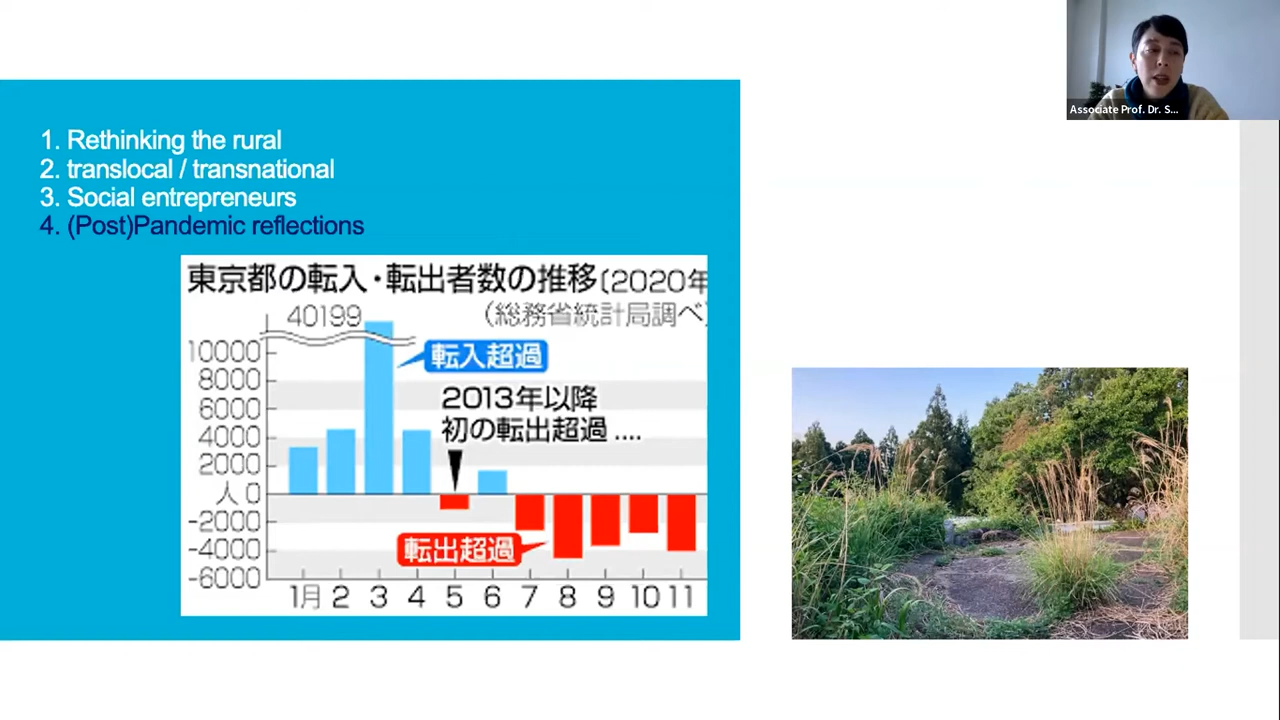 1. Rethinking the rural
2. translocal / transnational
3. Social entrepreneurs
4. (Post)Pandemic reflections
東京都の転入・転出者数の推移〔2020年
(総務省統計局調べ)
40199
10000
8000
6000
4000
2000
人 0
-2000
-4000
-6000
転入超過
2013年以降
初の転出超過 ....
転出超過
1月 2 3 4 5 6 7 8 9 10 11
Associate Prof. Dr. S...